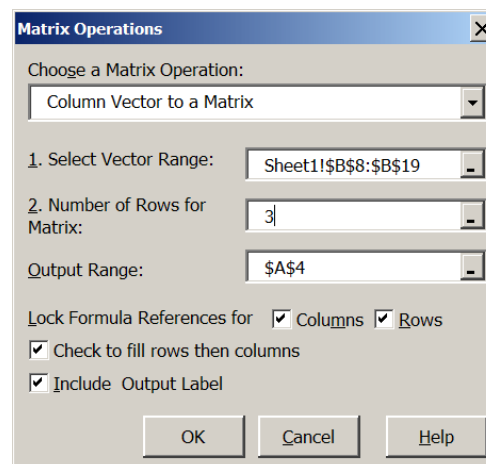 Matrix Operations
Choose a Matrix Operation:
Column Vector to a Matrix
1. Select Vector Range: Sheet1!$B$8:$B$19
2. Number of Rows for
Matrix: 3
Output Range: $A$4
Lock Formula References for Columns Rows
Check to fill rows then columns
Include Output Label
OK Cancel Help